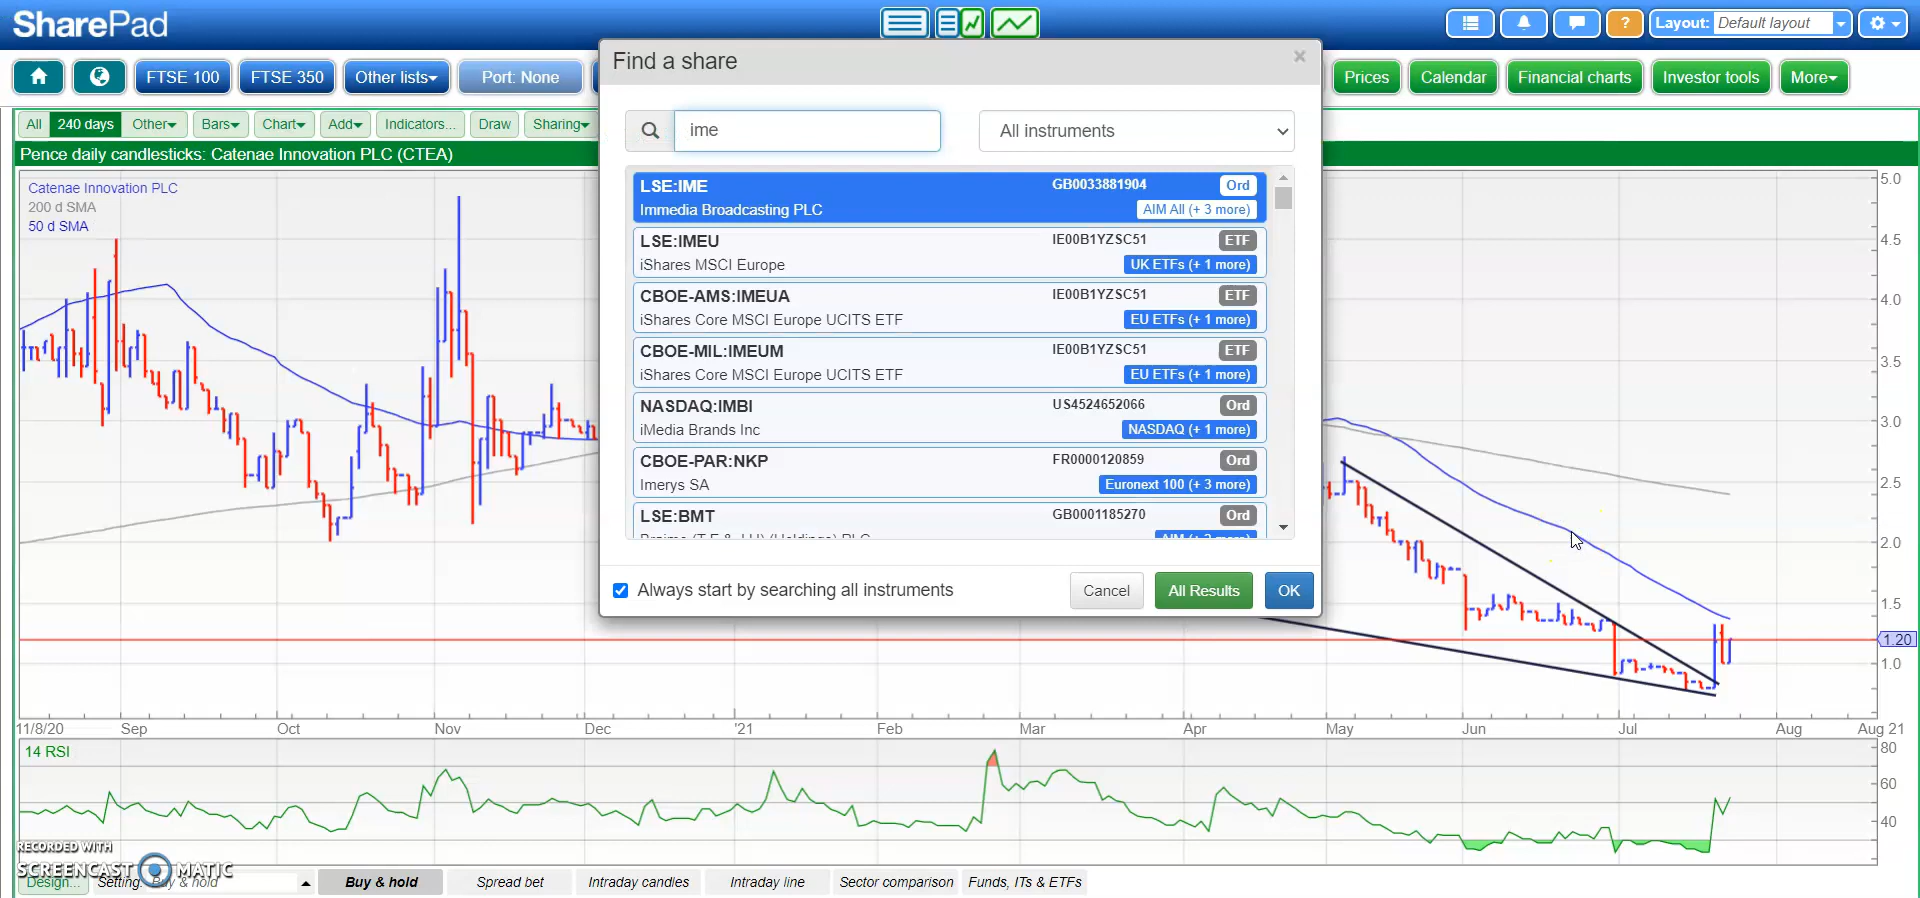 SharePad
Layout: Default layout
FTSE 100 FTSE 350 Other lists Port: None
Prices Calendar Financial charts Investor tools More
All 240 days Other Bars Chart Add Indicators... Draw Sharing
Pence daily candlesticks: Catenae Innovation PLC (CTEA)
Catenae Innovation PLC
200 d SMA
50 d SMA
Find a share
×
ime
All instruments
LSE:IME GB0033881904 Ord
Immedia Broadcasting PLC AIM All (+ 3 more)
LSE:IMEU IE00B1YZSC51 ETF
iShares MSCI Europe UK ETFs (+ 1 more)
CBOE-AMS:IMEUA IE00B1YZSC51 ETF
iShares Core MSCI Europe UCITS ETF EU ETFs (+ 1 more)
CBOE-MIL:IMEUM IE00B1YZSC51 ETF
iShares Core MSCI Europe UCITS ETF EU ETFs (+ 1 more)
NASDAQ:IMBI US4524652066 Ord
iMedia Brands Inc NASDAQ (+ 1 more)
CBOE-PAR:NKP FR0000120859 Ord
Imerys SA Euronext 100 (+ 3 more)
LSE:BMT GB0001185270 Ord
Always start by searching all instruments
Cancel All Results OK
5.0
4.5
4.0
3.5
3.0
2.5
2.0
1.5
1.20
1.0
11/8/20 Sep Oct Nov Dec '21 Feb Mar Apr May Jun Jul Aug Aug 21
14 RSI
80
60
40
RECORDED WITH
SCREENCAST MATIC
Design... Setting: Buy & hold
Buy & hold Spread bet Intraday candles Intraday line Sector comparison Funds, ITs & ETFs